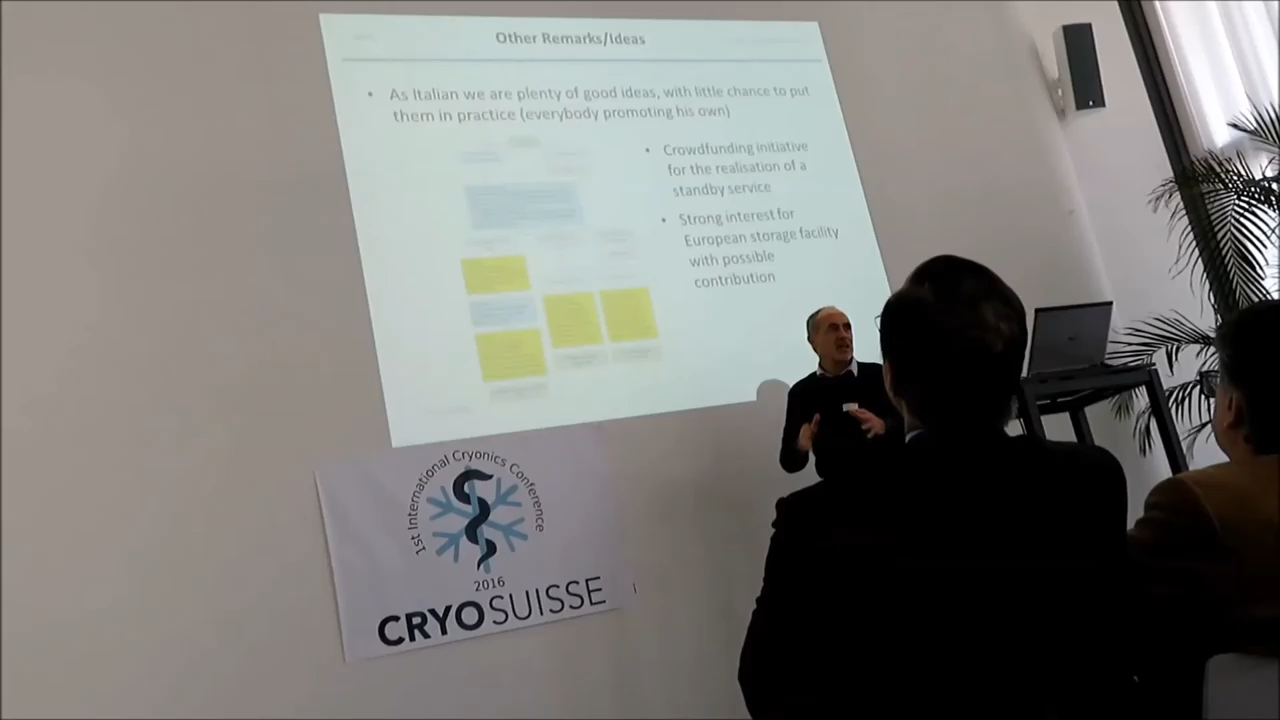 Other Remarks/Ideas
• As Italian we are plenty of good ideas, with little chance to put
them in practice (everybody promoting his own)
• Crowdfunding initiative
for the realisation of a
standby service
• Strong interest for
European storage facility
with possible
contribution
1st International Cryonics Conference
2016
CRYOSUISSE